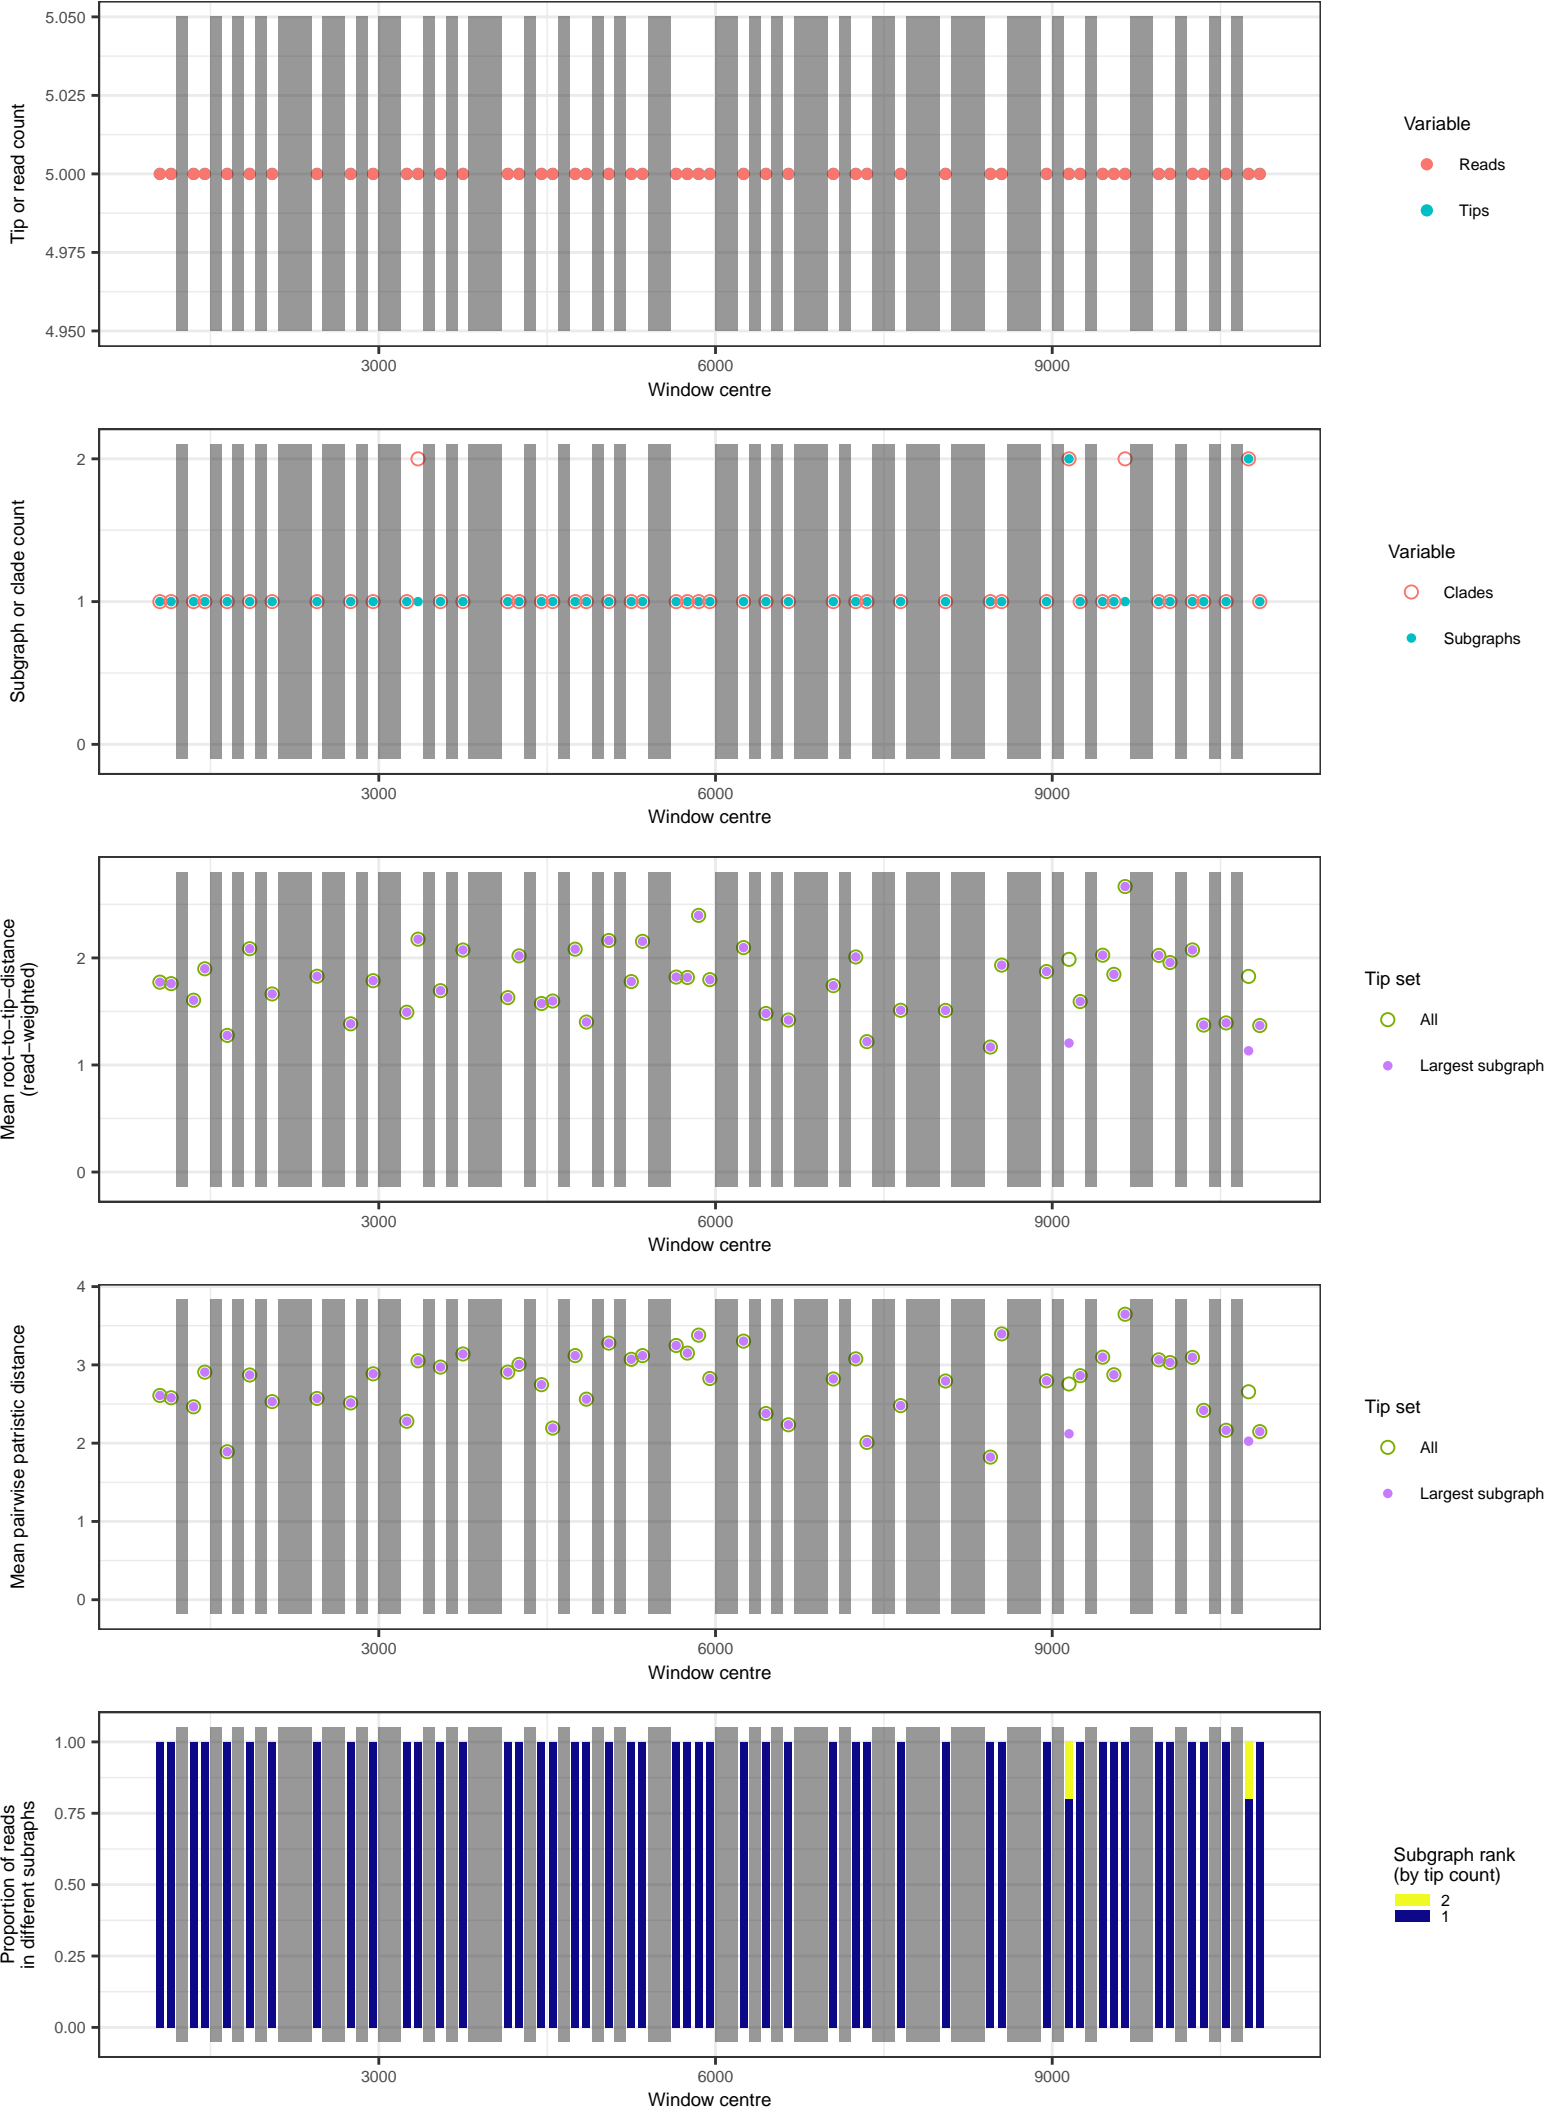 5.050
5.025
5.000
4.975
4.950
Tip or read count
3000 6000 9000
Window centre
Variable
Reads
Tips
2
1
0
Subgraph or clade count
3000 6000 9000
Window centre
Variable
Clades
Subgraphs
2
1
0
Mean root−to−tip−distance
(read−weighted)
3000 6000 9000
Window centre
Tip set
All
Largest subgraph
4
3
2
1
0
Mean pairwise patristic distance
3000 6000 9000
Window centre
Tip set
All
Largest subgraph
1.00
0.75
0.50
0.25
0.00
Proportion of reads
in different subraphs
3000 6000 9000
Window centre
Subgraph rank
(by tip count)
2
1